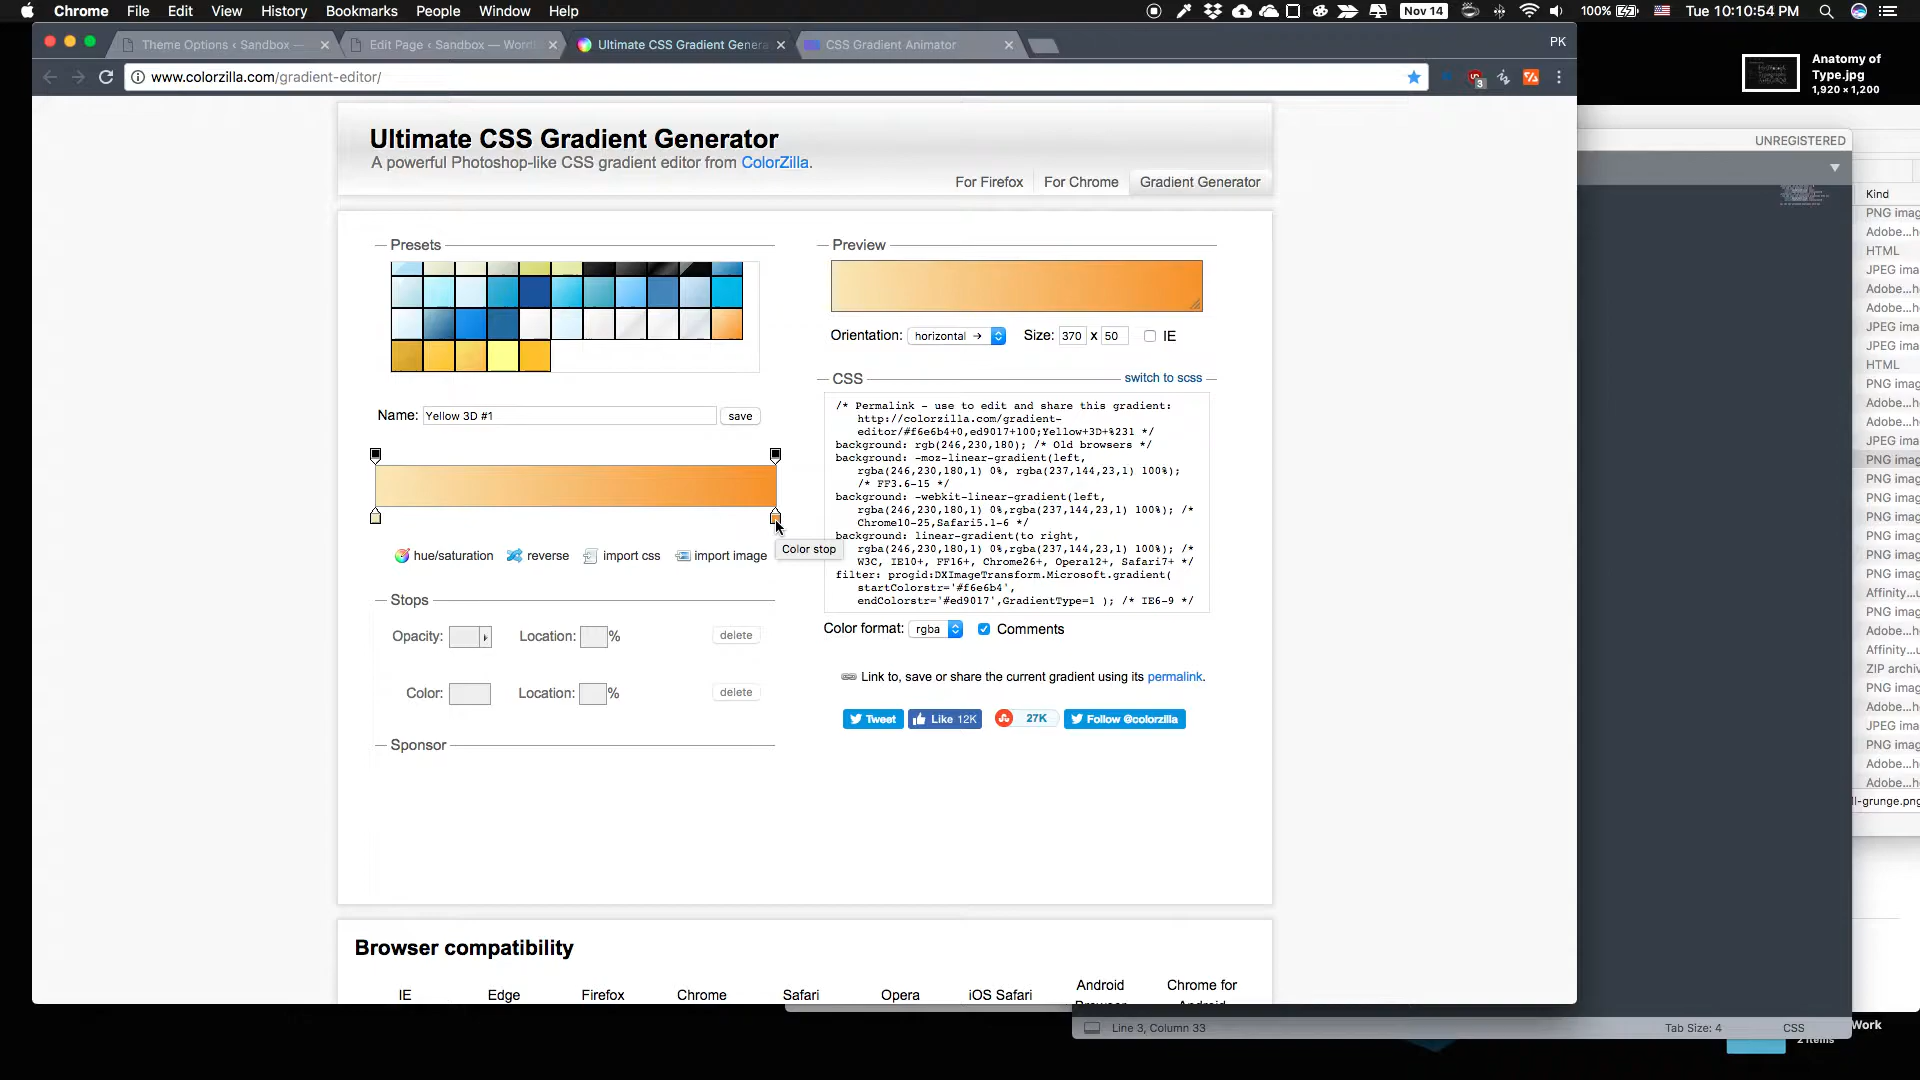 Chrome File Edit View History Bookmarks People Window Help
Nov 14 100% Tue 10:10:54 PM
Theme Options ‹ Sandbox —
Edit Page ‹ Sandbox — Word
Ultimate CSS Gradient Genera
CSS Gradient Animator
PK
www.colorzilla.com/gradient-editor/
3
Anatomy of
Type.jpg
1,920 × 1,200
UNREGISTERED
Ultimate CSS Gradient Generator
A powerful Photoshop-like CSS gradient editor from ColorZilla.
For Firefox For Chrome Gradient Generator
Presets
Name: Yellow 3D #1 save
hue/saturation reverse import css import image
Color stop
Stops
Opacity: Location: % delete
Color: Location: % delete
Sponsor
Preview
Orientation: horizontal → Size: 370 x 50 IE
CSS switch to scss
/* Permalink - use to edit and share this gradient:
http://colorzilla.com/gradient-
editor/#f6e6b4+0,ed9017+100;Yellow+3D+%231 */
background: rgb(246,230,180); /* Old browsers */
background: -moz-linear-gradient(left,
rgba(246,230,180,1) 0%, rgba(237,144,23,1) 100%);
/* FF3.6-15 */
background: -webkit-linear-gradient(left,
rgba(246,230,180,1) 0%,rgba(237,144,23,1) 100%); /*
Chrome10-25,Safari5.1-6 */
background: linear-gradient(to right,
rgba(246,230,180,1) 0%,rgba(237,144,23,1) 100%); /*
W3C, IE10+, FF16+, Chrome26+, Opera12+, Safari7+ */
filter: progid:DXImageTransform.Microsoft.gradient(
startColorstr='#f6e6b4',
endColorstr='#ed9017',GradientType=1 ); /* IE6-9 */
Color format: rgba Comments
Link to, save or share the current gradient using its permalink.
Tweet Like 12K 27K Follow @colorzilla
Browser compatibility
IE Edge Firefox Chrome Safari Opera iOS Safari
Android
Chrome for
Kind
PNG imag
Adobe...h
HTML
JPEG ima
Adobe...h
Adobe...h
JPEG ima
JPEG ima
HTML
PNG imag
Adobe...h
Adobe...h
JPEG ima
PNG imag
PNG imag
PNG imag
PNG imag
PNG imag
PNG imag
PNG imag
Affinity...u
Adobe...h
Affinity...u
ZIP archiv
PNG imag
Adobe...h
JPEG ima
PNG imag
Adobe...h
Adobe...h
ll-grunge.png
Line 3, Column 33 Tab Size: 4 CSS
Work
2 items